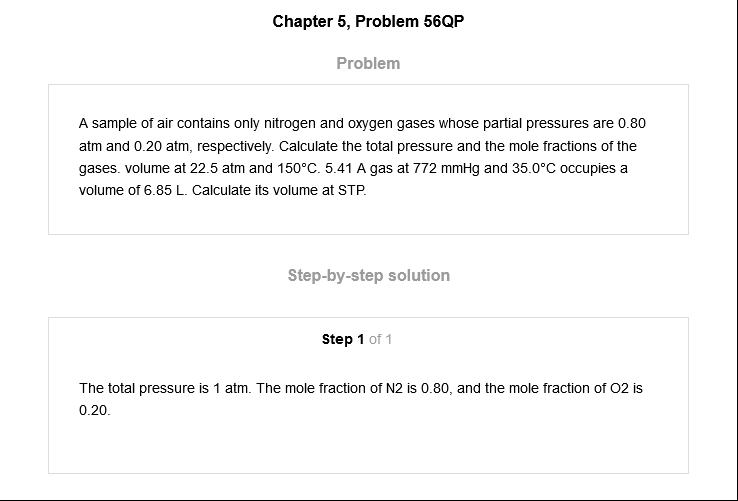 Chapter 5, Problem 56QP
Problem
A sample of air contains only nitrogen and oxygen gases whose partial pressures are 0.80
atm and 0.20 atm, respectively. Calculate the total pressure and the mole fractions of the
gases. volume at 22.5 atm and 150°C. 5.41 A gas at 772 mmHg and 35.0°C occupies a
volume of 6.85 L. Calculate its volume at STP.
Step-by-step solution
Step 1 of 1
The total pressure is 1 atm. The mole fraction of N2 is 0.80, and the mole fraction of O2 is
0.20.